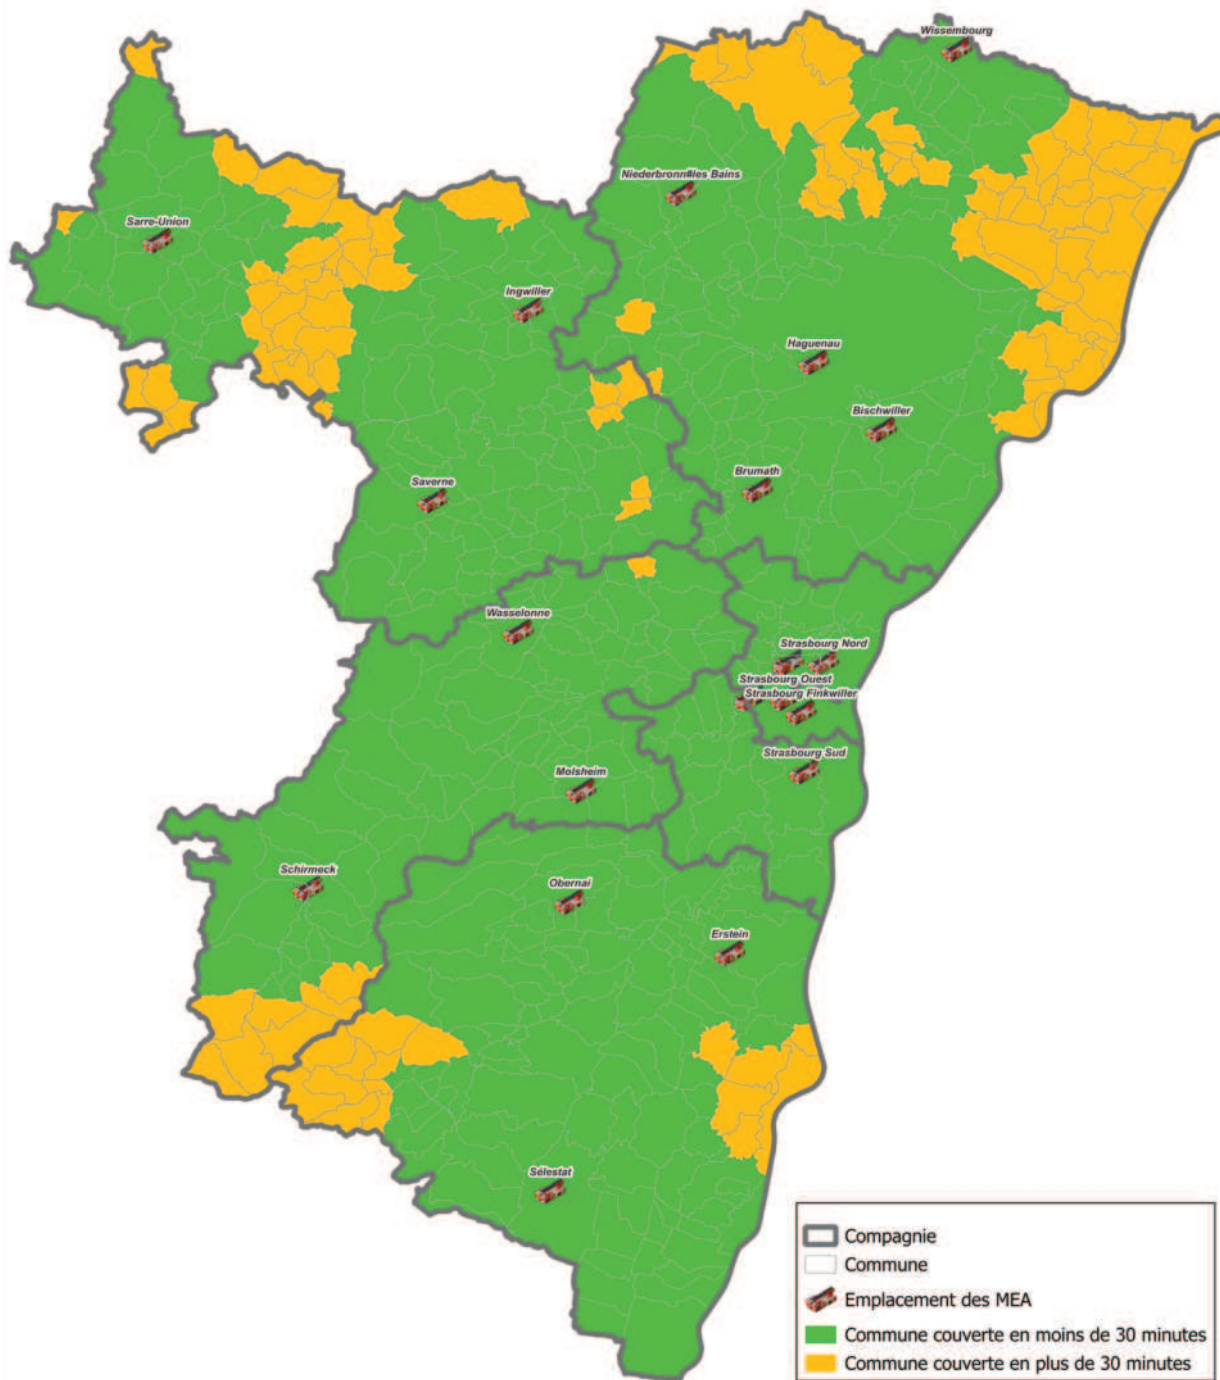 Wissembourg
Niederbronn#les Bains
Sarre-Union
Ingwiller
Haguenau
Bischwiller
Saverne
Brumath
Wasselonne
Strasbourg Nord
Strasbourg Ouest
Strasbourg Finkwiller
Strasbourg Sud
Molsheim
Schirmeck
Obernai
Erstein
Sélestat
Compagnie
Commune
Emplacement des MEA
Commune couverte en moins de 30 minutes
Commune couverte en plus de 30 minutes